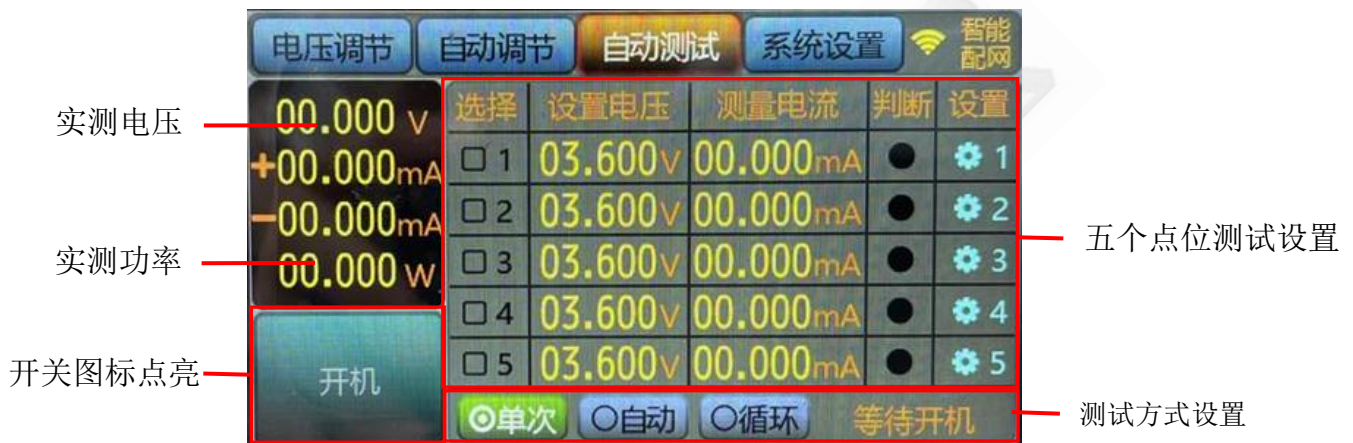 电压调节 自动调节 自动测试 系统设置 智能配网
实测电压
00.000 V
+00.000mA
-00.000mA
实测功率
00.000 W
开关图标点亮
开机
选择 设置电压 测量电流 判断 设置
1 03.600V 00.000mA 1
2 03.600V 00.000mA 2
3 03.600V 00.000mA 3
4 03.600V 00.000mA 4
5 03.600V 00.000mA 5
五个点位测试设置
单次 自动 循环 等待开机
测试方式设置